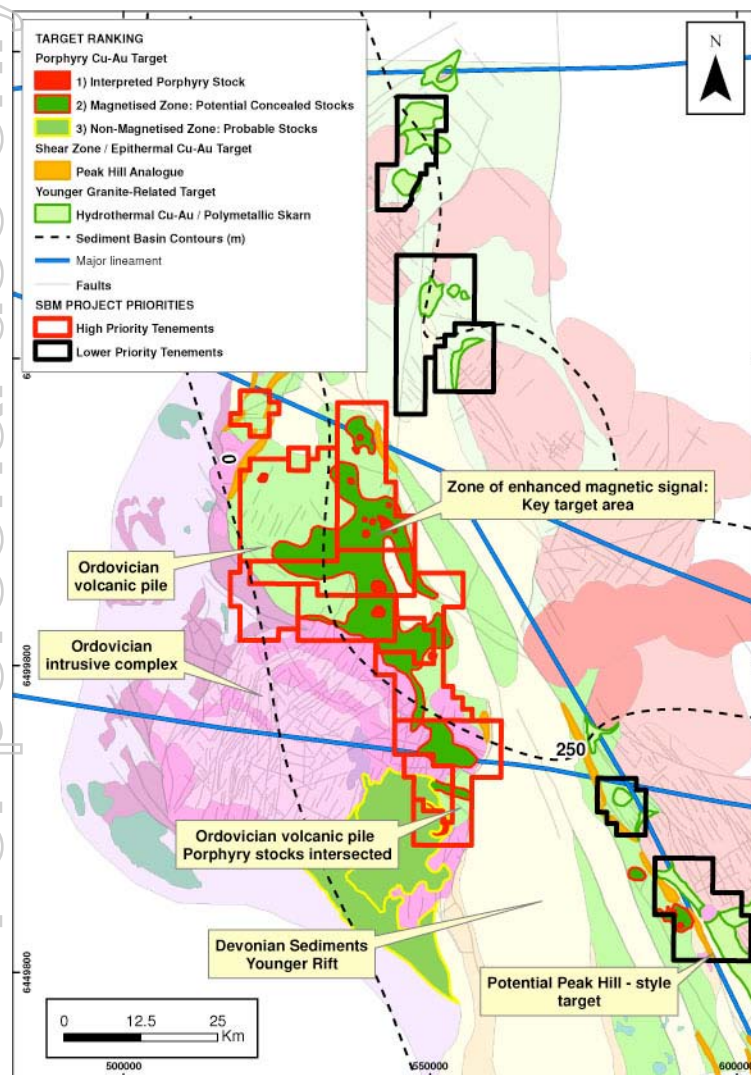 TARGET RANKING
Porphyry Cu-Au Target
1) Interpreted Porphyry Stock
2) Magnetised Zone: Potential Concealed Stocks
3) Non-Magnetised Zone: Probable Stocks
Shear Zone / Epithermal Cu-Au Target
Peak Hill Analogue
Younger Granite-Related Target
Hydrothermal Cu-Au / Polymetallic Skarn
Sediment Basin Contours (m)
Major lineament
Faults
SBM PROJECT PRIORITIES
High Priority Tenements
Lower Priority Tenements
N
0
Zone of enhanced magnetic signal:
Key target area
Ordovician
volcanic pile
Ordovician
intrusive complex
6499800
250
Ordovician volcanic pile
Porphyry stocks intersected
Devonian Sediments
Younger Rift
Potential Peak Hill - style
target
6449800
0 12.5 25
Km
500000
550000